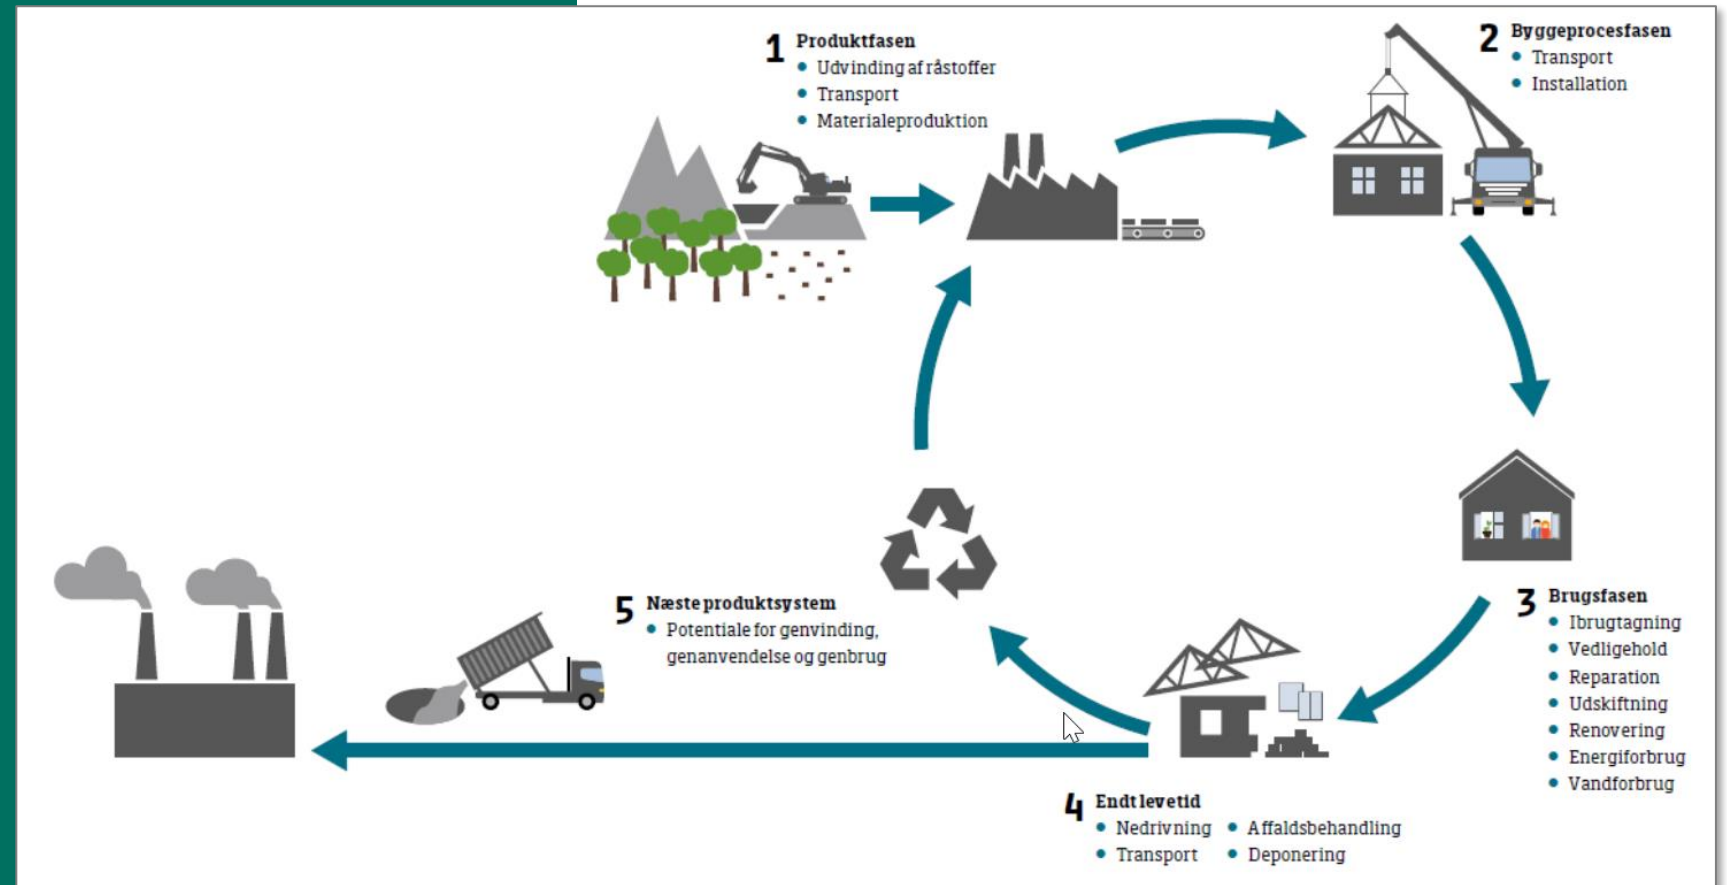 1 Produktfasen
• Udvinding af råstoffer
• Transport
• Materialeproduktion
2 Byggeprocesfasen
• Transport
• Installation
3 Brugsfasen
• Ibrugtagning
• Vedligehold
• Reparation
• Udskiftning
• Renovering
• Energiforbrug
• Vandforbrug
4 Endt levetid
• Nedrivning • Affaldsbehandling
• Transport • Deponering
5 Næste produktsystem
• Potentiale for genvinding,
genanvendelse og genbrug